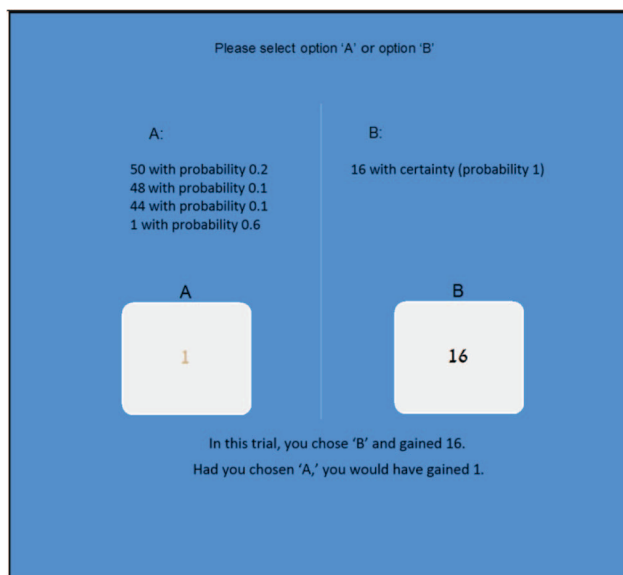 Please select option ‘A’ or option ‘B’
A:
50 with probability 0.2
48 with probability 0.1
44 with probability 0.1
1 with probability 0.6
B:
16 with certainty (probability 1)
A
1
B
16
In this trial, you chose ‘B’ and gained 16.
Had you chosen ‘A,’ you would have gained 1.